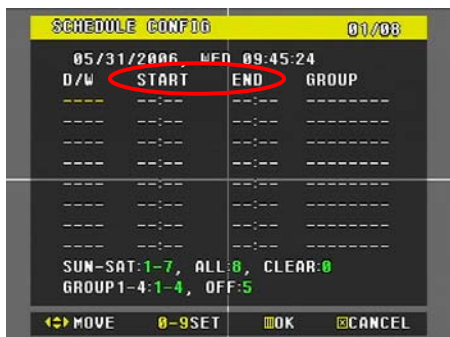 SCHEDULE CONFIG 01/08
05/31/2006, WED 09:45:24
D/W START END GROUP
---- --:-- --:-- --------
---- --:-- --:-- --------
---- --:-- --:-- --------
---- --:-- --:-- --------
---- --:-- --:-- --------
---- --:-- --:-- --------
---- --:-- --:-- --------
---- --:-- --:-- --------
SUN-SAT:1-7, ALL:8, CLEAR:0
GROUP1-4:1-4, OFF:5
MOVE 0-9SET OK CANCEL